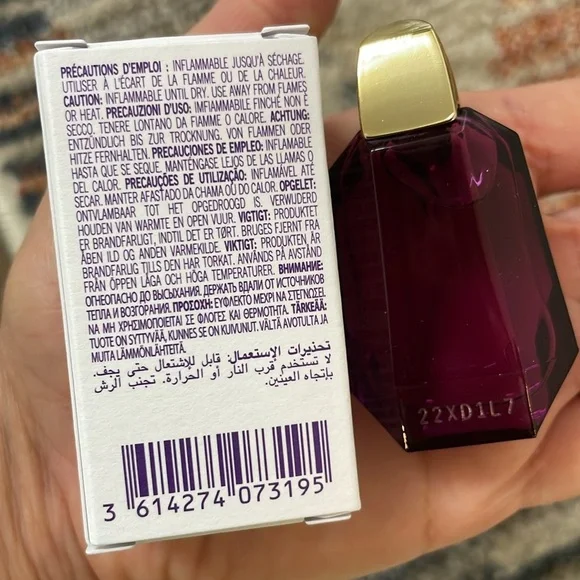 PRÉCAUTIONS D'EMPLOI : INFLAMMABLE JUSQU'À SÉCHAGE.
UTILISER À L'ÉCART DE LA FLAMME OU DE LA CHALEUR.
CAUTION: INFLAMMABLE UNTIL DRY. USE AWAY FROM FLAMES
OR HEAT. PRECAUZIONI D'USO: IMFIAMMABILE FINCHÉ NON È
SECCO. TENERE LONTANO DA FIAMME O CALORE. ACHTUNG:
ENTZÜNDLICH BIS ZUR TROCKNUNG. VON FLAMMEN ODER
HITZE FERNHALTEN. PRECAUCIONES DE EMPLEO: INFLAMABLE
HASTA QUE SE SEQUE. MANTÉNGASE LEJOS DE LAS LLAMAS O
DEL CALOR. PRECAUÇÕES DE UTILIZAÇÃO: INFLAMÁVEL ATÉ
SECAR. MANTER AFASTADO DA CHAMA OU DO CALOR. OPGELET:
ONTVLAMBAAR TOT HET OPGEDROOGD IS. VERWIJDERD
HOUDEN VAN WARMTE EN OPEN VUUR. VIGTIGT: PRODUKTET
ER BRANDFARLIGT, INDTIL DET ER TØRT. BRUGES FJERNT FRA
ÅBEN ILD OG ANDEN VARMEKILDE. VIKTIGT: PRODUKTEN ÄR
BRANDFARLIG TILLS DEN HAR TORKAT. ANVÄNDS PÅ AVSTÅND
FRÅN ÖPPEN LÅGA OCH HÖGA TEMPERATURER. ВНИМАНИЕ:
ОГНЕОПАСНО ДО ВЫСЫХАНИЯ. ДЕРЖАТЬ ВДАЛИ ОТ ИСТОЧНИКОВ
ТЕПЛА И ВОЗГОРАНИЯ. ΠΡΟΣΟΧΗ: ΕΥΦΛΕΚΤΟ ΜΕΧΡΙ ΝΑ ΣΤΕΓΝΩΣΕΙ.
ΝΑ ΜΗ ΧΡΗΣΙΜΟΠΟΙΕΙΤΑΙ ΣΕ ΦΛΟΓΕΣ ΚΑΙ ΘΕΡΜΟΤΗΤΑ. TÄRKEÄÄ:
TUOTE ON SYTTYVÄÄ, KUNNES SE ON KUIVUNUT. VÄLTÄ AVOTULTA JA
MUITA LÄMMÖNLÄHTEITÄ.
تحذيرات الإستعمال: قابل للإشتعال حتى يجف.
لا تستخدم قرب النار أو الحرارة. تجنب الرش
بإتجاه العينين.
3 614274 073195
22XD1L7